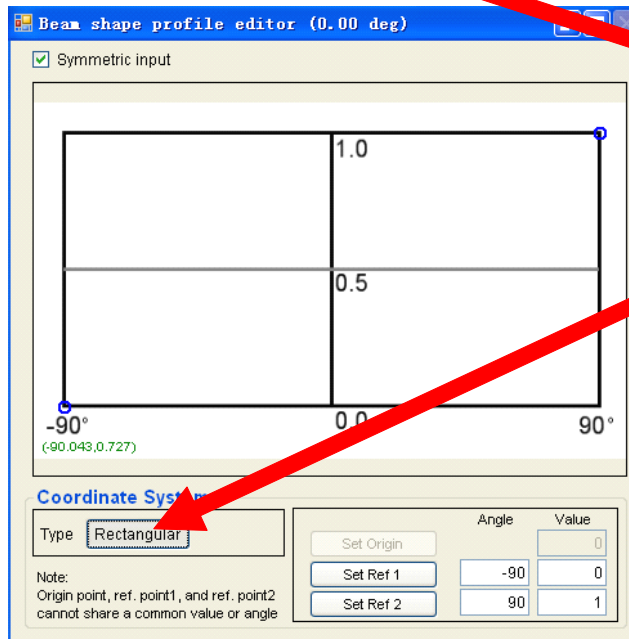 Beam shape profile editor (0.00 deg)
Symmetric input
1.0
0.5
-90° 0.0 90°
(-90.043,0.727)
Coordinate System
Angle Value
Type Rectangular
Set Origin 0
Note:
Set Ref 1 -90 0
Origin point, ref. point1, and ref. point2
cannot share a common value or angle
Set Ref 2 90 1